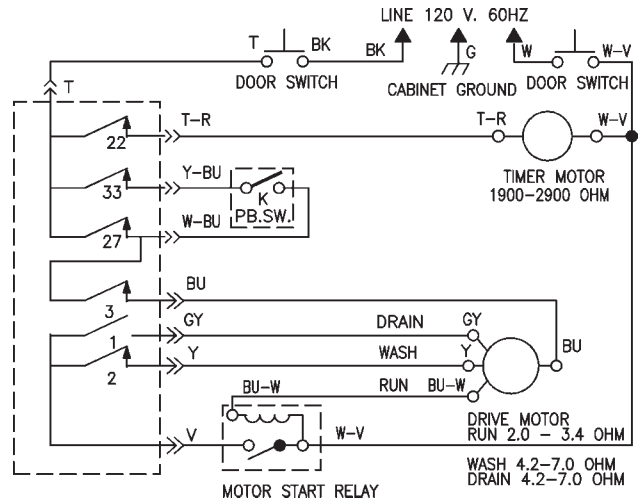 LINE 120 V. 60HZ
T BK BK G W W-V
DOOR SWITCH CABINET GROUND DOOR SWITCH
T
T-R T-R W-V
22
TIMER MOTOR
1900-2900 OHM
Y-BU
33 K
PB.SW.
W-BU
27
BU
3 GY DRAIN GY
1 Y WASH Y BU
2
BU-W RUN BU-W
DRIVE MOTOR
RUN 2.0 - 3.4 OHM
V W-V
WASH 4.2-7.0 OHM
DRAIN 4.2-7.0 OHM
MOTOR START RELAY